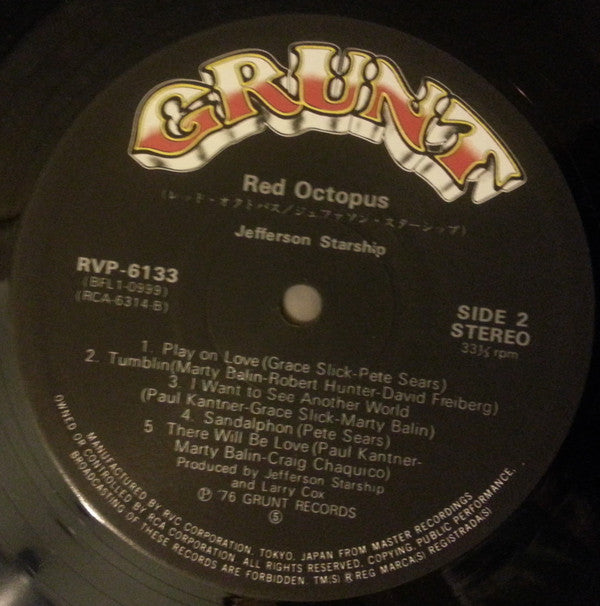 GRUNT
Red Octopus
(レッド・オクトパス/ジェファソン・スターシップ)
Jefferson Starship
RVP-6133
(BFL1-0999)
(RCA-6314-B)
SIDE 2
STEREO
33⅓ rpm
1. Play on Love (Grace Slick-Pete Sears)
2. Tumblin (Marty Balin-Robert Hunter-David Freiberg)
3. I Want to See Another World
(Paul Kantner-Grace Slick-Marty Balin)
4. Sandalphon (Pete Sears)
5 There Will Be Love (Paul Kantner-
Marty Balin-Craig Chaquico)
Produced by Jefferson Starship
and Larry Cox
Ⓟ '76 GRUNT RECORDS
⑤
MANUFACTURED BY RVC CORPORATION, TOKYO, JAPAN FROM MASTER RECORDINGS
OWNED OR CONTROLLED BY RCA CORPORATION. ALL RIGHTS RESERVED. COPYING, PUBLIC PERFORMANCE,
BROADCASTING OF THESE RECORDS ARE FORBIDDEN. TM(S) ® REG MARCA(S) REGISTRADA(S)